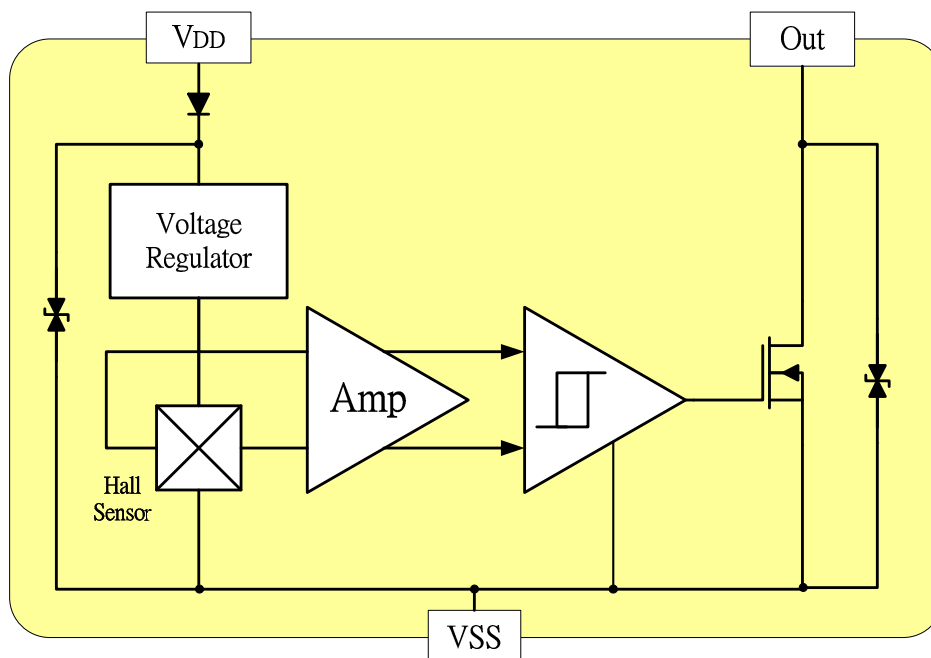 VDD
Out
Voltage
Regulator
Amp
Hall
Sensor
VSS